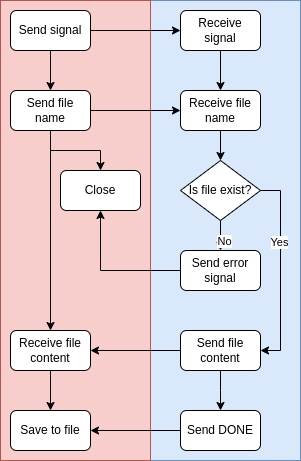 Send signal
Receive
signal
Send file
name
Receive file
name
Close
Is file exist?
No
Yes
Send error
signal
Receive file
content
Send file
content
Save to file
Send DONE